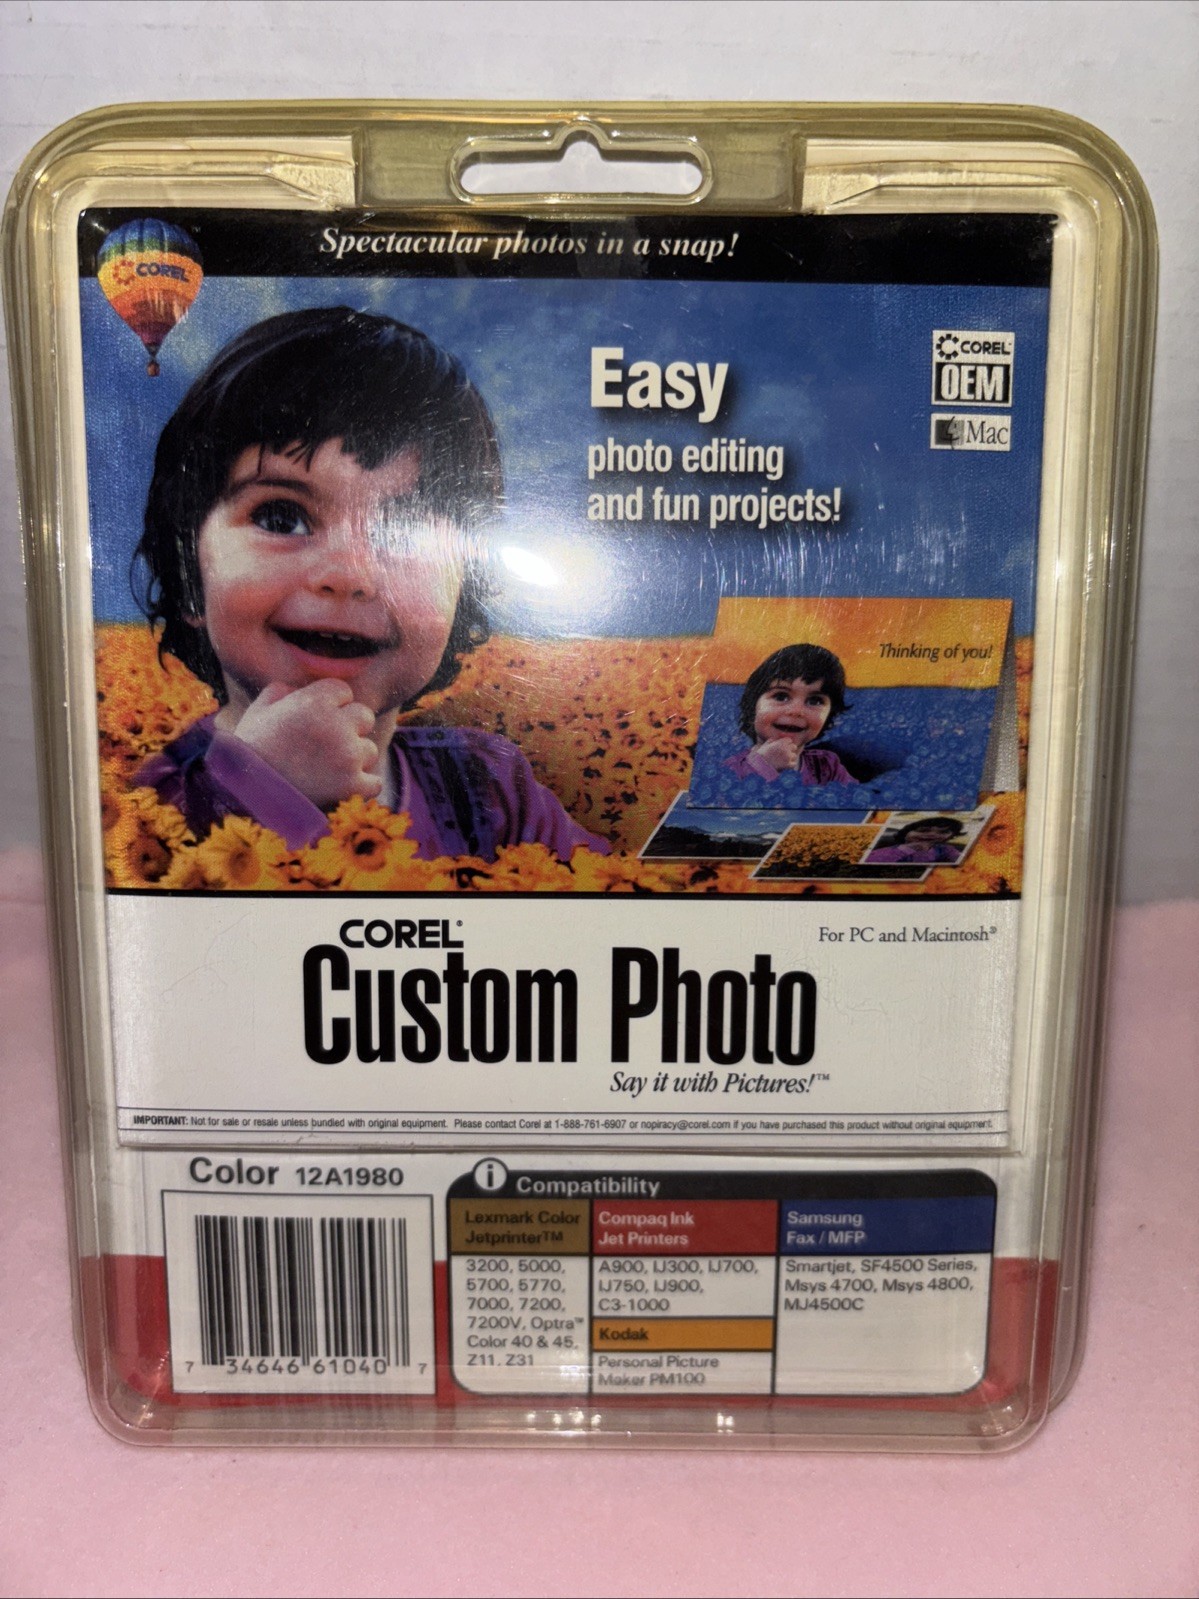 Spectacular photos in a snap!
COREL
Easy
photo editing
and fun projects!
COREL
OEM
Mac
Thinking of you!
COREL®
Custom Photo
For PC and Macintosh®
Say it with Pictures!™
IMPORTANT: Not for sale or resale unless bundled with original equipment. Please contact Corel at 1-888-761-6907 or nopiracy@corel.com if you have purchased this product without original equipment.
Color 12A1980
7 34646 61040 7
i Compatibility
Lexmark Color
Jetprinter™
3200, 5000,
5700, 5770,
7000, 7200,
7200V, Optra™
Color 40 & 45,
Z11, Z31
Compaq Ink
Jet Printers
A900, IJ300, IJ700,
IJ750, IJ900,
C3-1000
Kodak
Personal Picture
Maker PM100
Samsung
Fax / MFP
Smartjet, SF4500 Series,
Msys 4700, Msys 4800,
MJ4500C